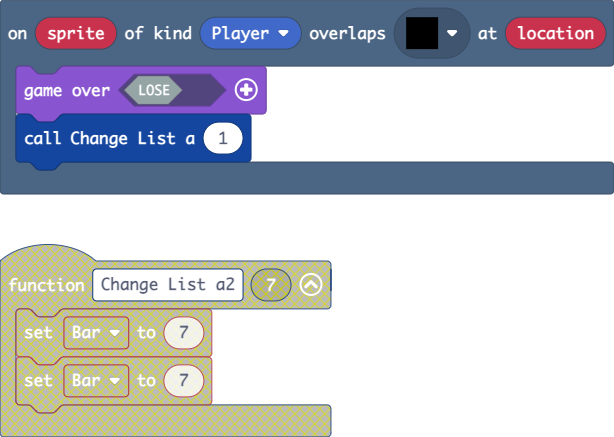 on sprite of kind Player overlaps at location
game over LOSE
call Change List a 1
function Change List a2 7
set Bar to 7
set Bar to 7